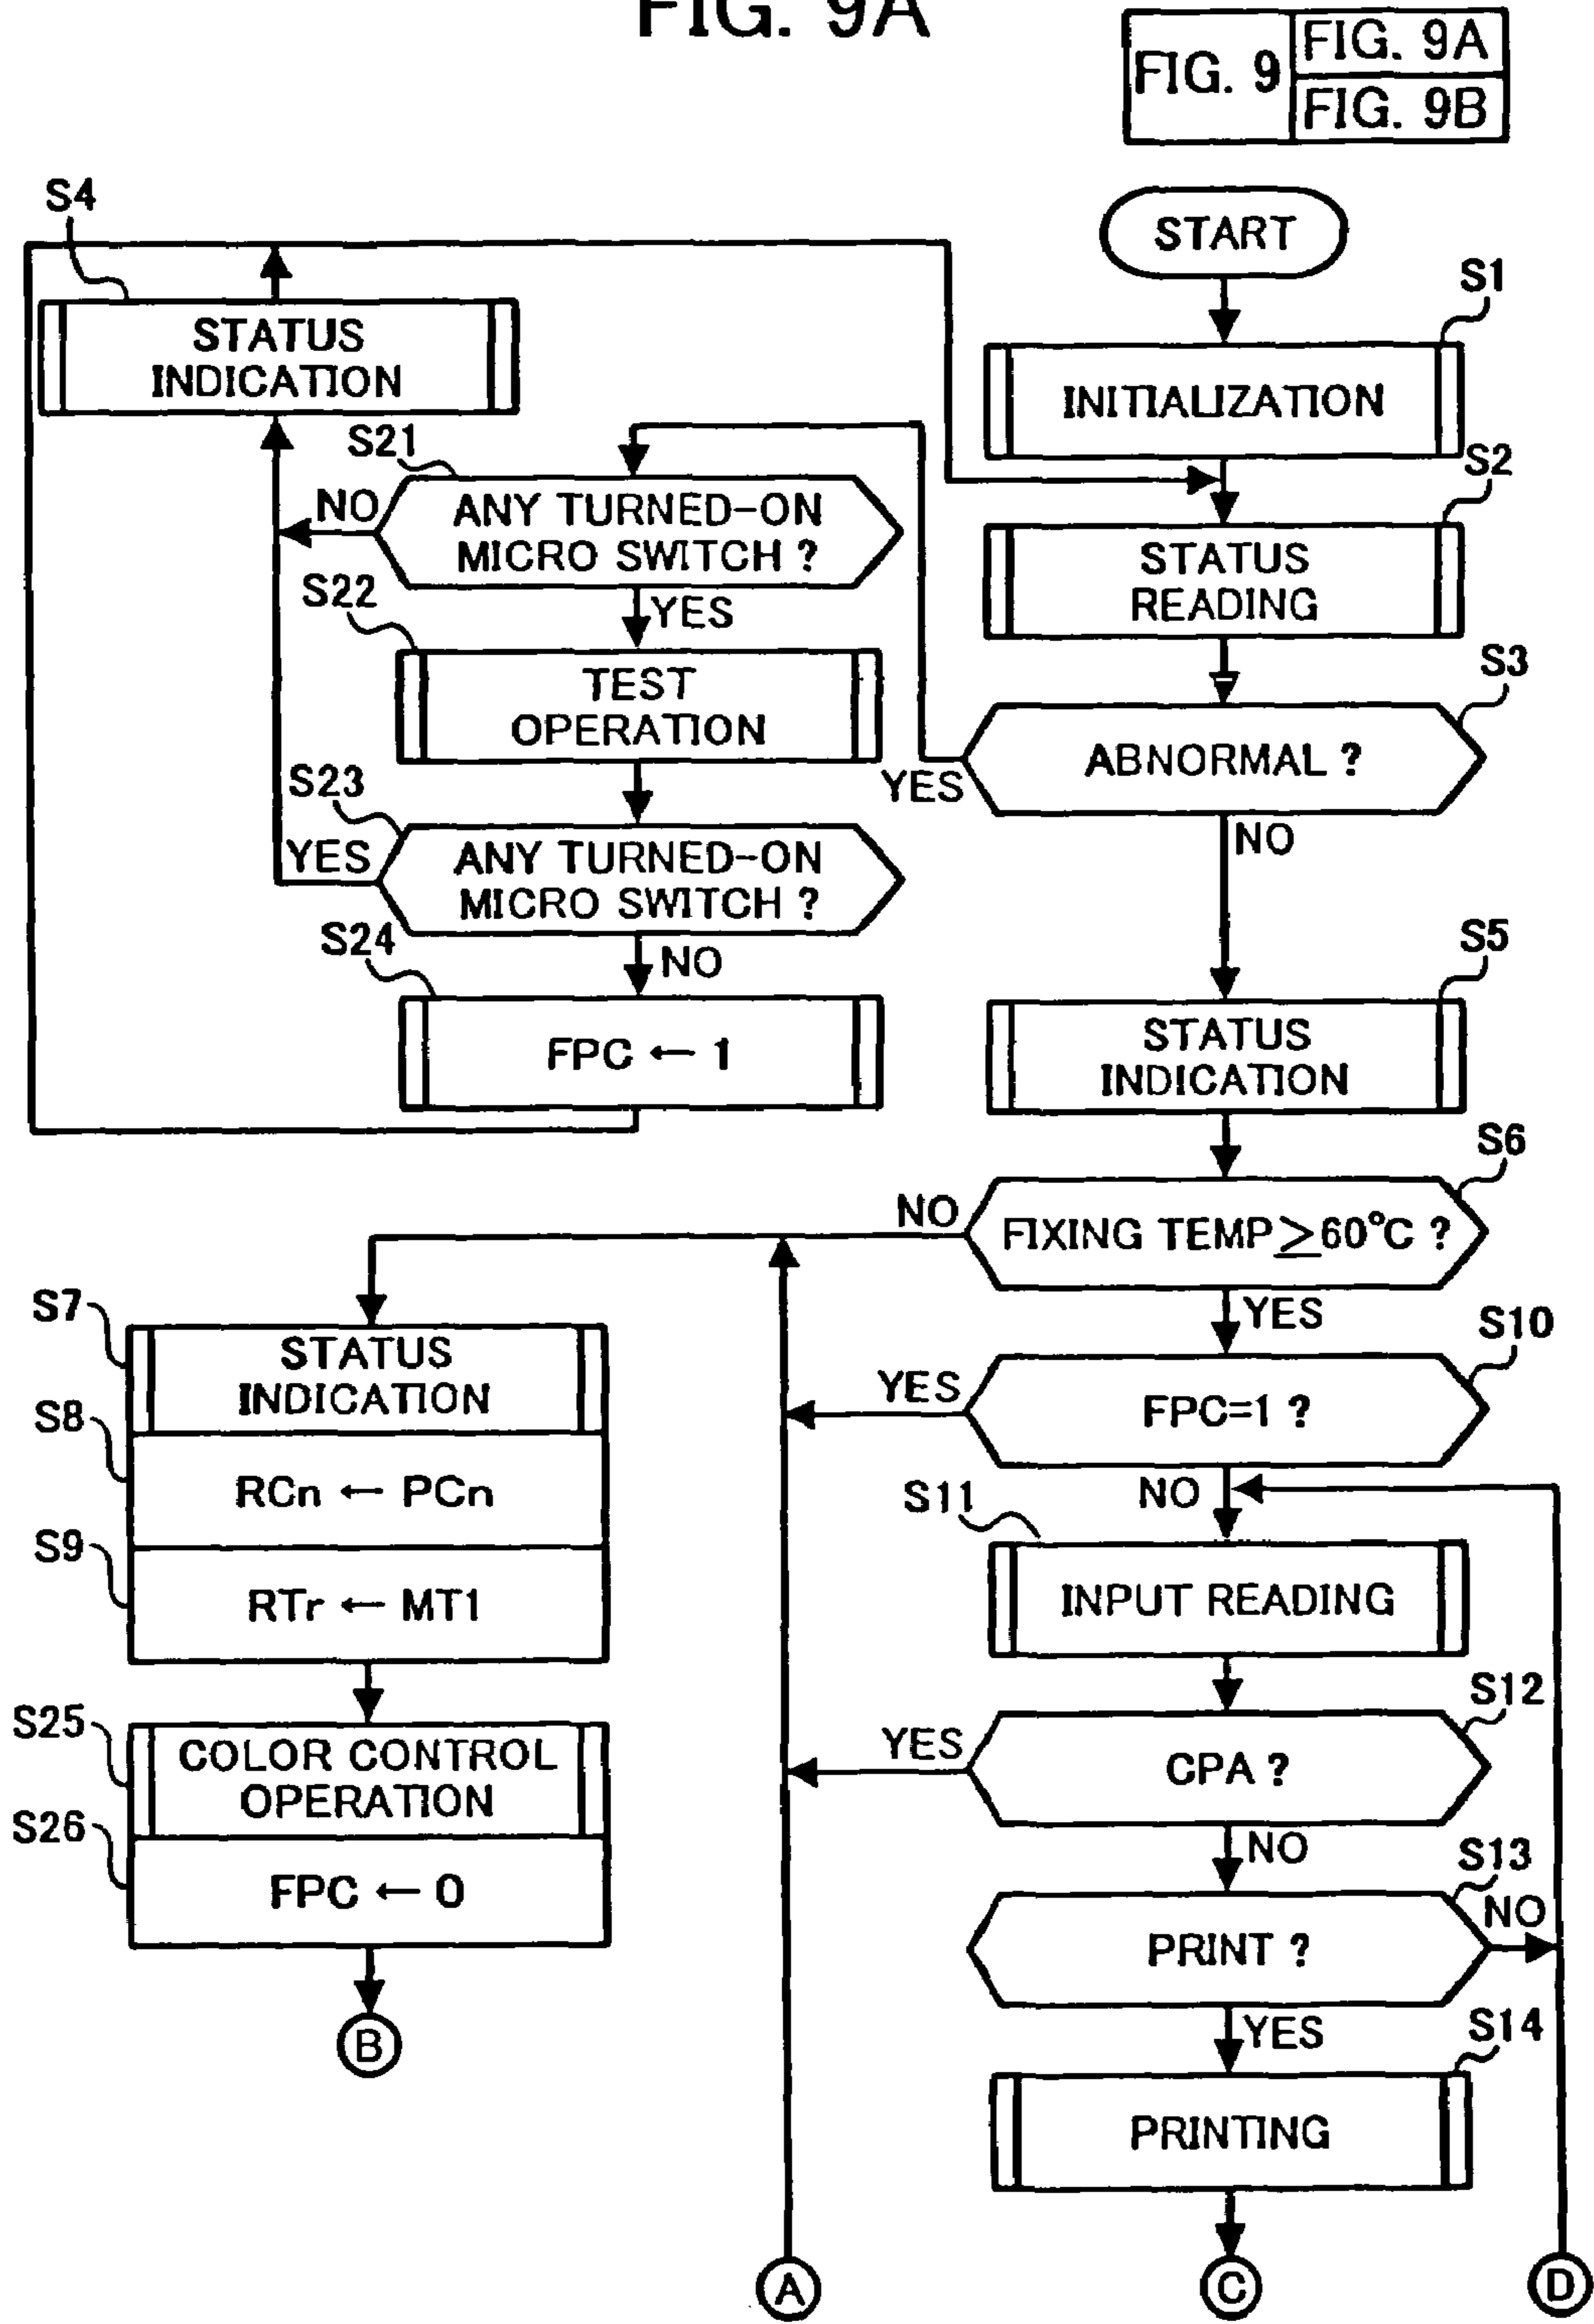 FIG. 9A
FIG. 9
FIG. 9A
FIG. 9B
START
S1
INITIALIZATION
S2
STATUS
READING
S3
ABNORMAL ?
YES
NO
S4
STATUS
INDICATION
S21
ANY TURNED-ON
MICRO SWITCH ?
NO
YES
S22
TEST
OPERATION
S23
ANY TURNED-ON
MICRO SWITCH ?
YES
NO
S24
FPC ← 1
S5
STATUS
INDICATION
S6
FIXING TEMP ≥ 60°C ?
NO
YES
S7
STATUS
INDICATION
S8
RCn ← PCn
S9
RTr ← MT1
S25
COLOR CONTROL
OPERATION
S26
FPC ← 0
B
S10
FPC=1 ?
YES
NO
S11
INPUT READING
S12
CPA ?
YES
NO
S13
PRINT ?
NO
YES
S14
PRINTING
A
C
D